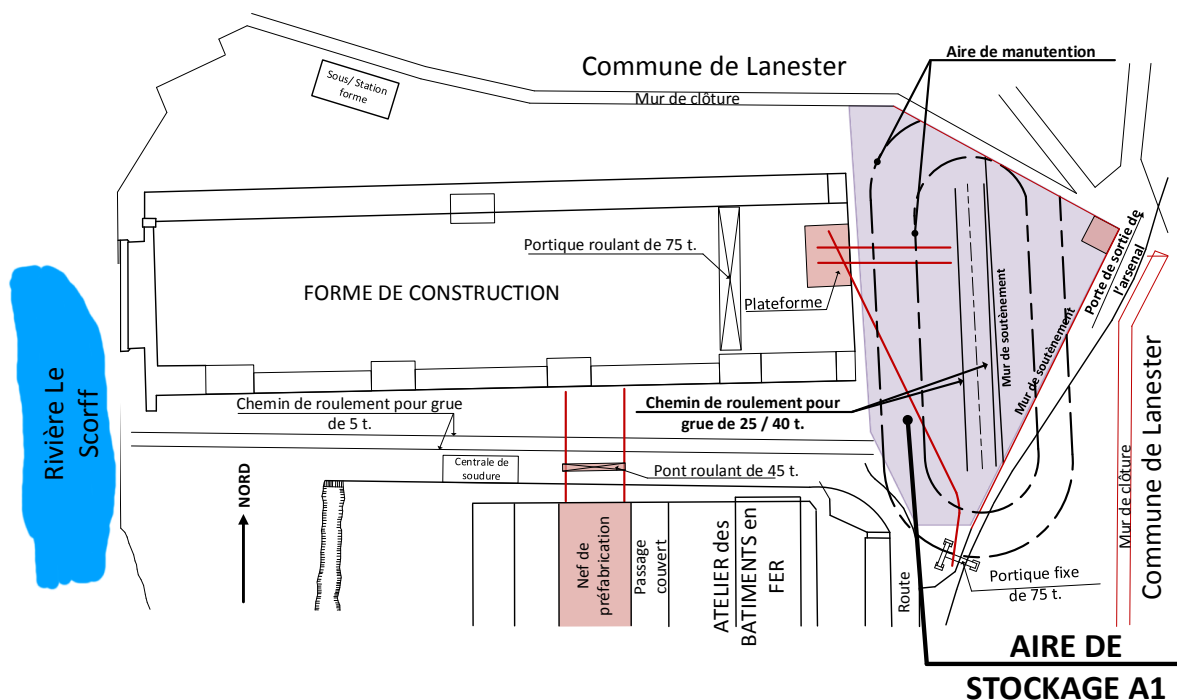 Commune de Lanester
Aire de manutention
Sous/ Station
forme
Mur de clôture
Portique roulant de 75 t.
FORME DE CONSTRUCTION
Plateforme
Mur de soutènement
Mur de soutènement
Porte de sortie de
l'arsenal
Rivière Le
Scorff
Chemin de roulement pour grue
de 5 t.
Chemin de roulement pour
grue de 25 / 40 t.
Centrale de
soudure
Pont roulant de 45 t.
NORD
Nef de
préfabrication
Passage
couvert
ATELIER des
BATIMENTS en
FER
Route
Portique fixe
de 75 t.
Mur de clôture
Commune de Lanester
AIRE DE
STOCKAGE A1